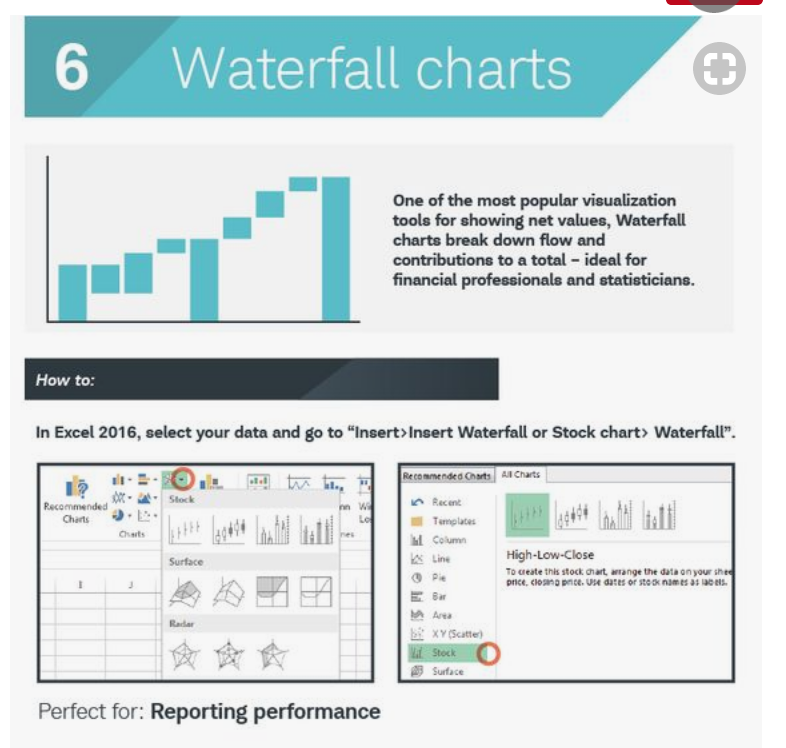 6 Waterfall charts
One of the most popular visualization
tools for showing net values, Waterfall
charts break down flow and
contributions to a total – ideal for
financial professionals and statisticians.
How to:
In Excel 2016, select your data and go to “Insert>Insert Waterfall or Stock chart> Waterfall”.
Recommended
Charts
Charts
Stock
Surface
Radar
I J
Recommended Charts All Charts
Recent
Templates
Column
Line
Pie
Bar
Area
X Y (Scatter)
Stock
Surface
High-Low-Close
To create this stock chart, arrange the data on your shee
price, closing price. Use dates or stock names as labels.
Perfect for: Reporting performance